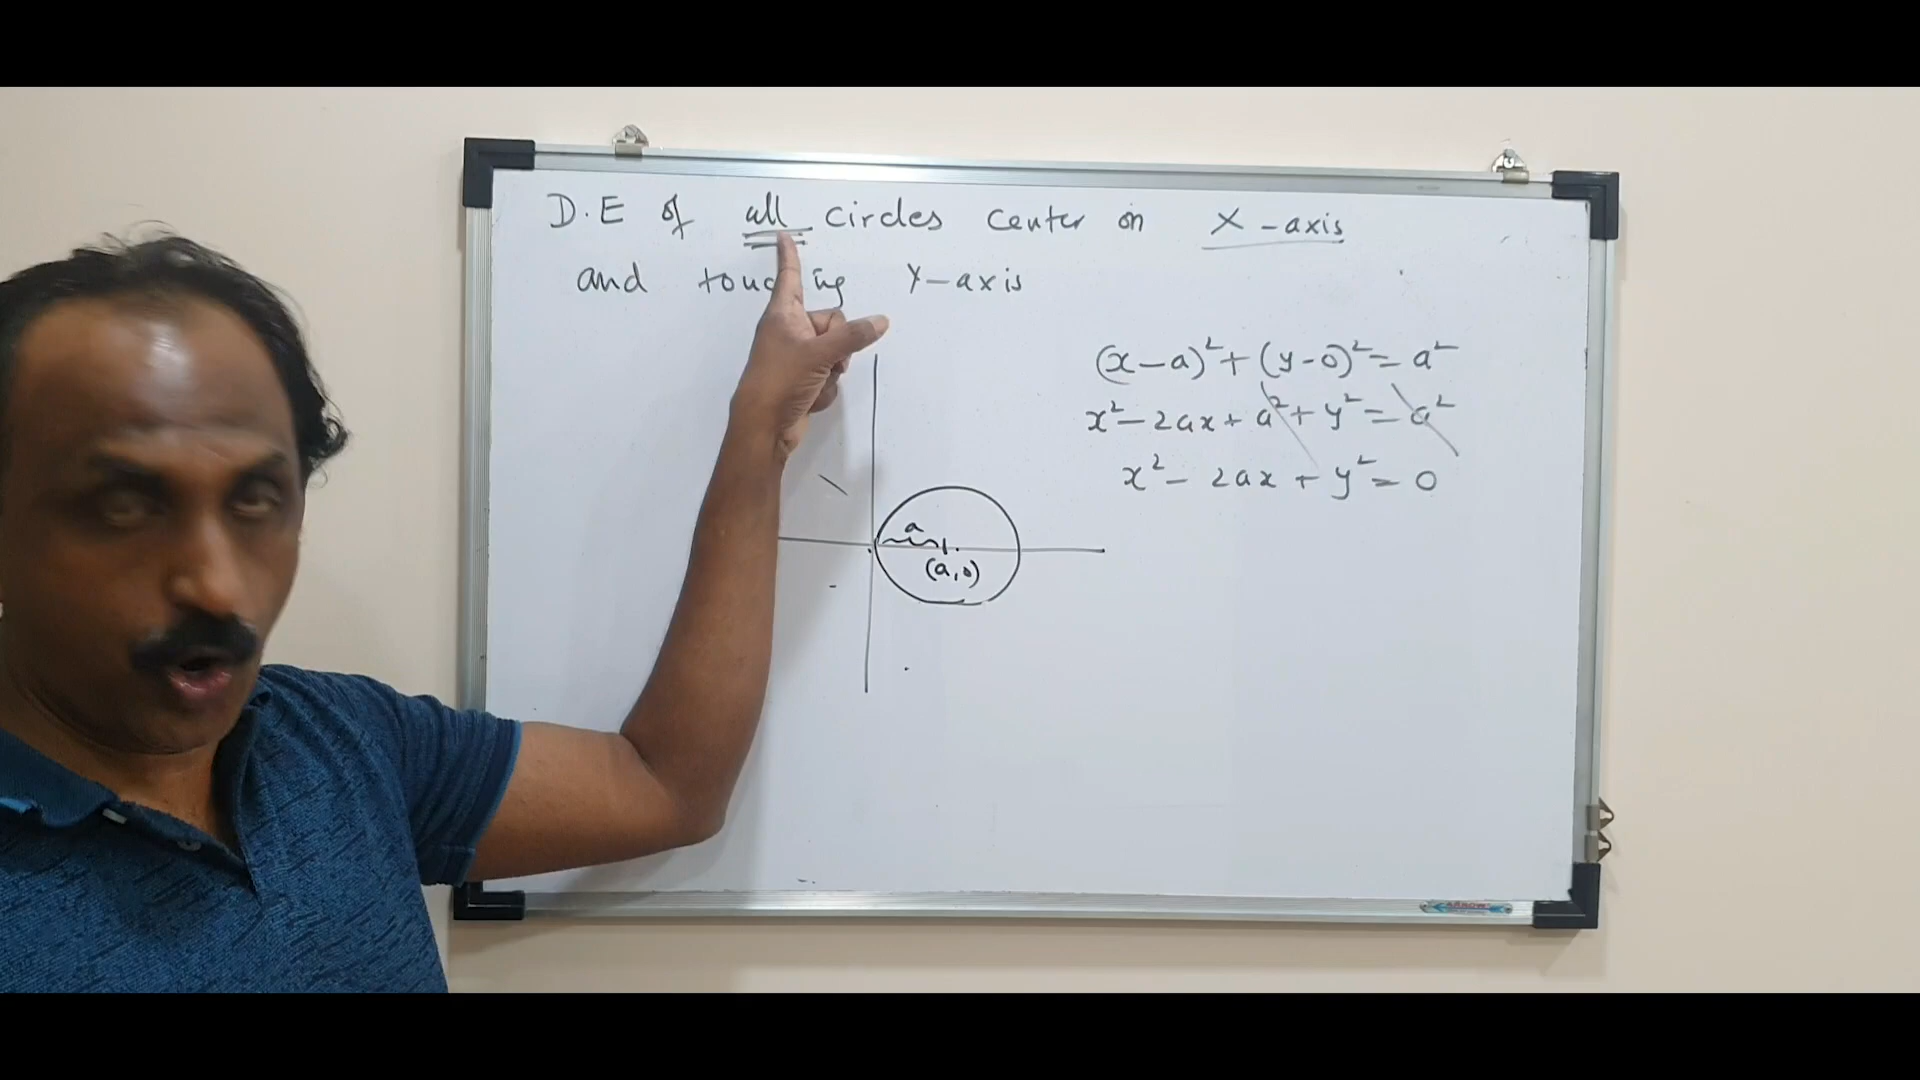 D.E of all circles center on X-axis
and touching Y-axis
(x-a)²+(y-0)²=a²
x²-2ax+a²+y²=a²
x²-2ax+y²=0
a
(a,0)
ARROW